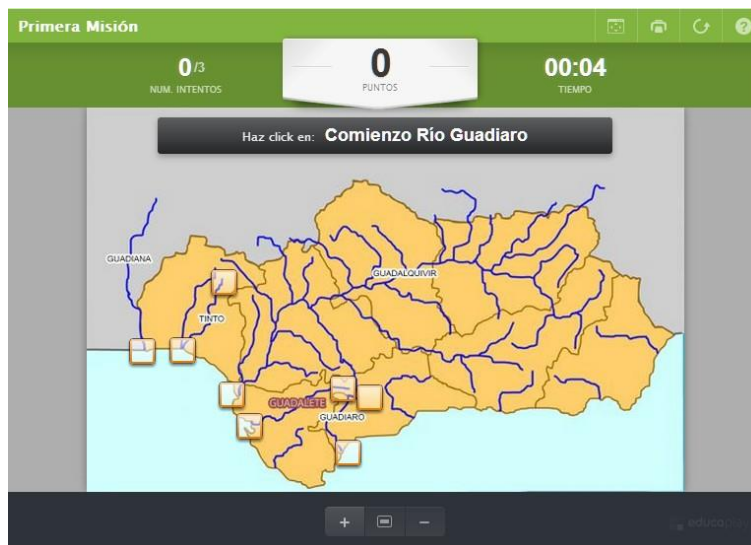 Primera Misión
0/3
NUM. INTENTOS
0
PUNTOS
00:04
TIEMPO
Haz click en: Comienzo Río Guadiaro
GUADIANA
GUADALQUIVIR
TINTO
GUADALETE
GUADIARO
+
−
educaplay